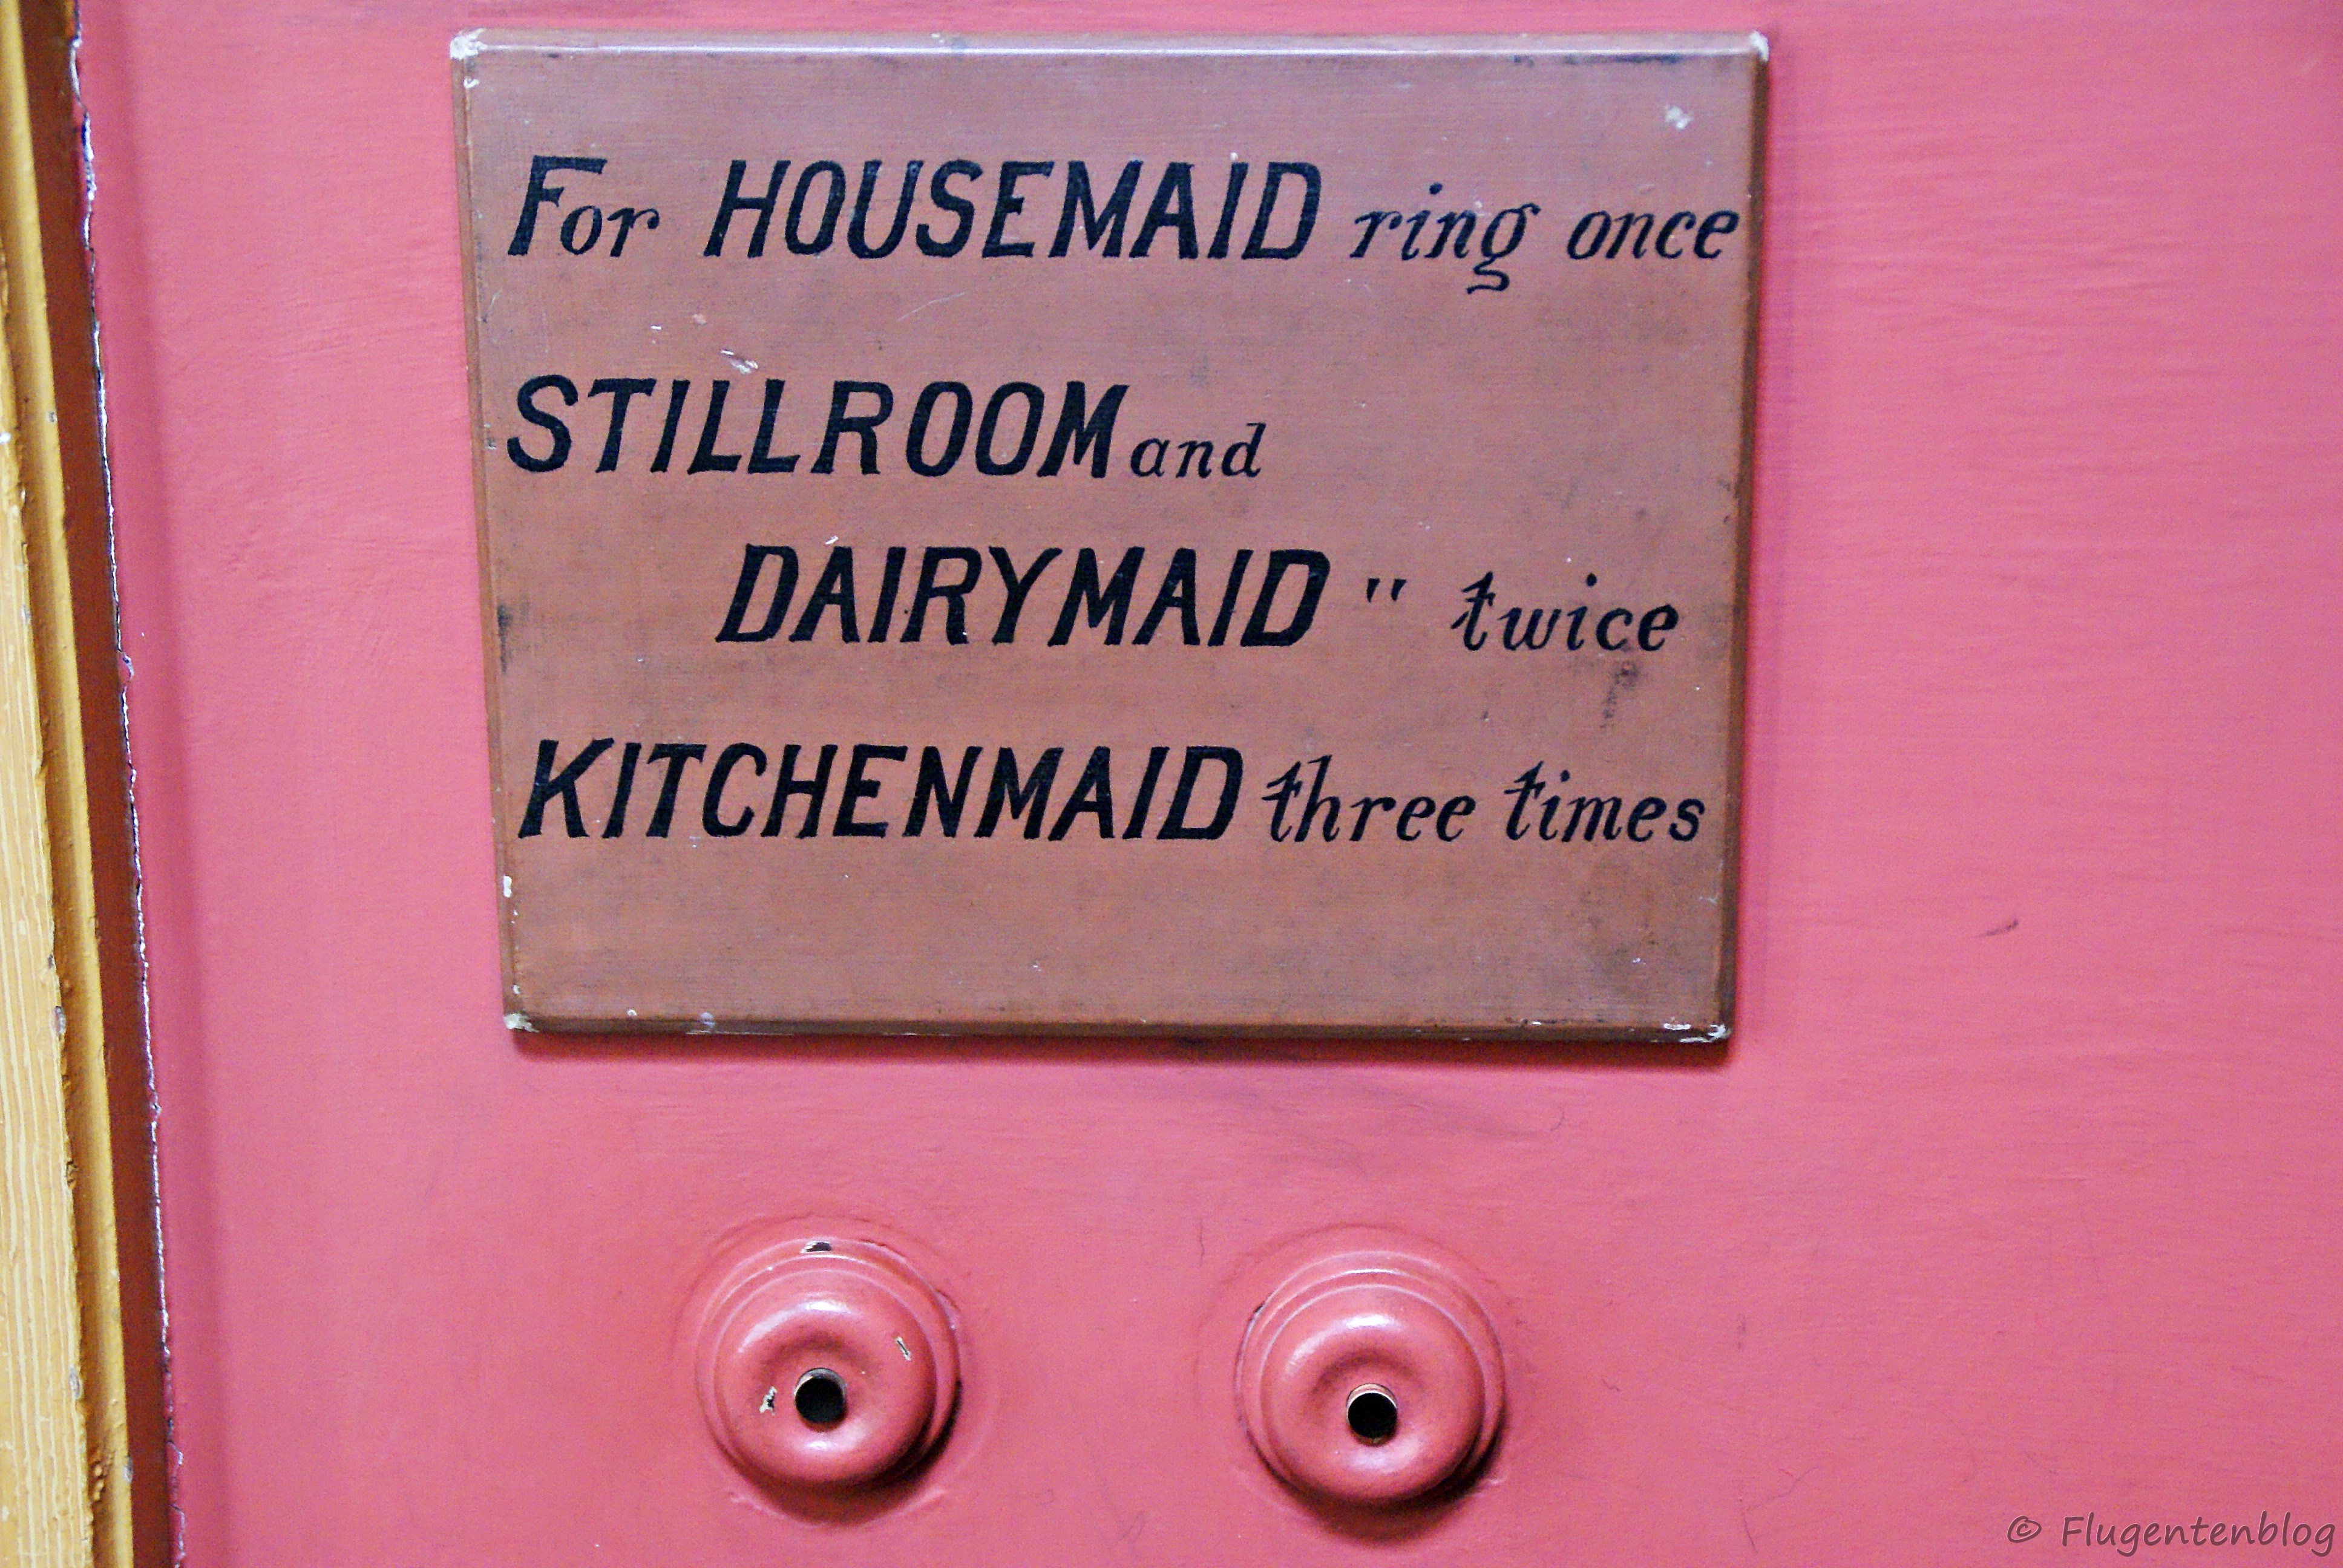 For HOUSEMAID ring once
STILLROOM and
DAIRYMAID " twice
KITCHENMAID three times
© Flugentenblog